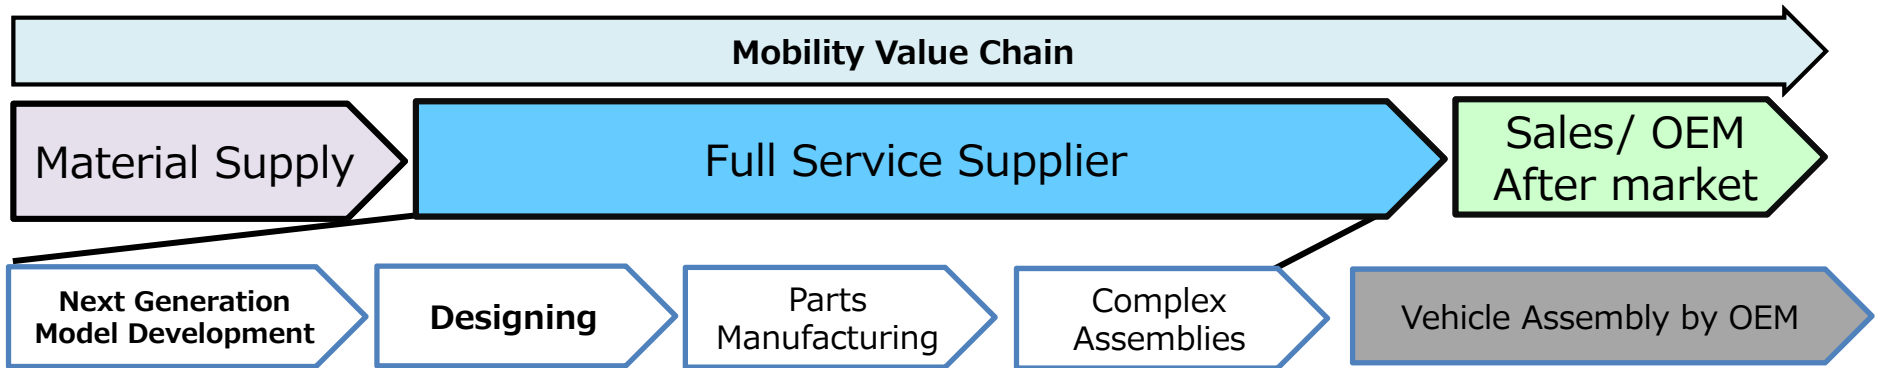 Mobility Value Chain
Material Supply
Full Service Supplier
Sales/ OEM
After market
Next Generation
Model Development
Designing
Parts
Manufacturing
Complex
Assemblies
Vehicle Assembly by OEM